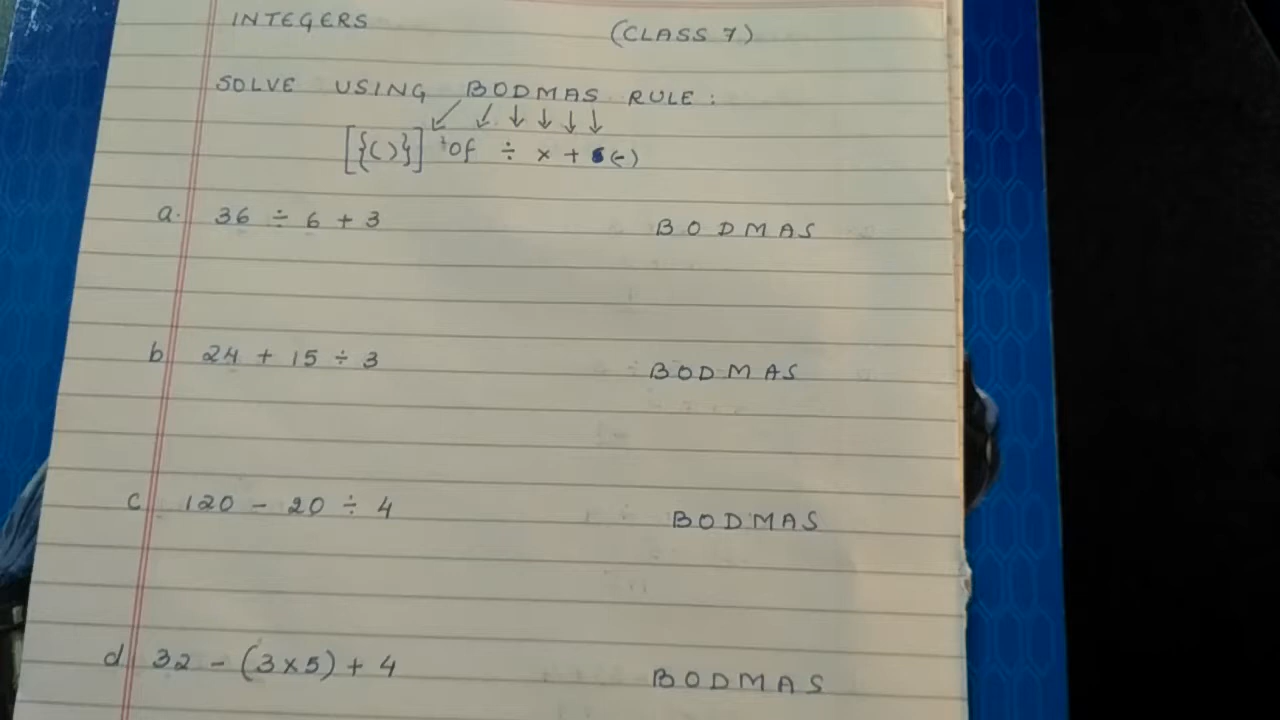 INTEGERS (CLASS 7)
SOLVE USING BODMAS RULE :
[{()}] of ÷ × + (-)
a. 36 ÷ 6 + 3 BODMAS
b 24 + 15 ÷ 3 BODMAS
c 120 - 20 ÷ 4 BODMAS
d 32 - (3×5) + 4 BODMAS